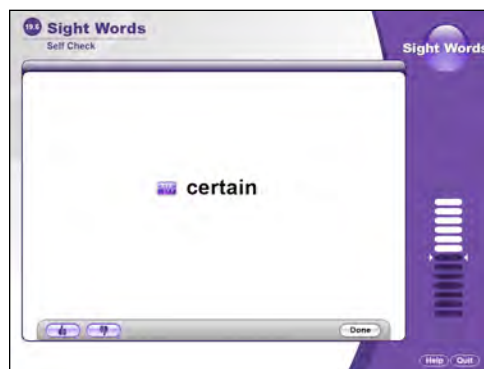 19.6 Sight Words
Self Check
Sight Words
certain
Done
Help Quit